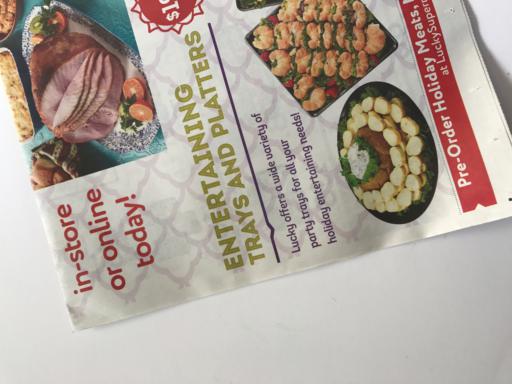 in-store
or online
today!
$19
ENTERTAINING
TRAYS AND PLATTERS
Lucky offers a wide variety of
party trays for all your
holiday entertaining needs!
Pre-Order Holiday Meats,
at LuckySuper